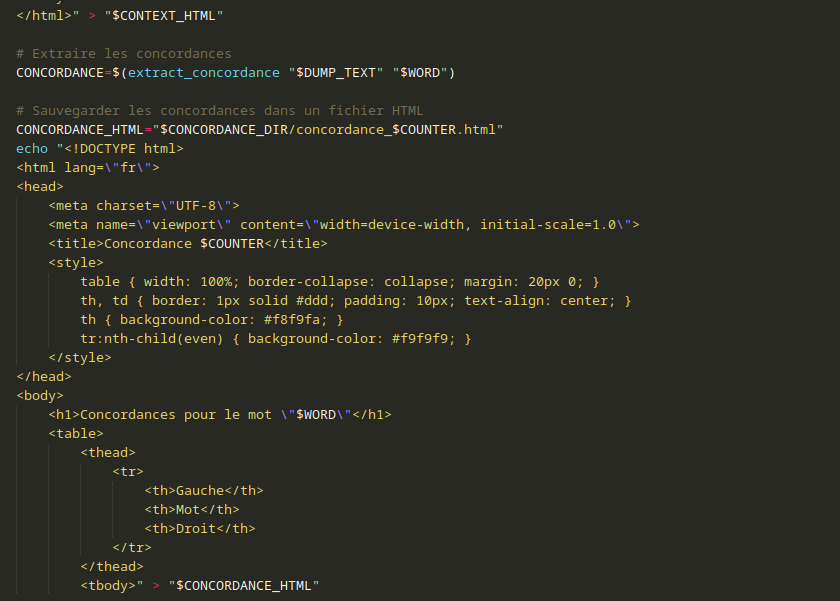 </html>" > "$CONTEXT_HTML"
# Extraire les concordances
CONCORDANCE=$(extract_concordance "$DUMP_TEXT" "$WORD")
# Sauvegarder les concordances dans un fichier HTML
CONCORDANCE_HTML="$CONCORDANCE_DIR/concordance_$COUNTER.html"
echo "<!DOCTYPE html>
<html lang=\"fr\">
<head>
    <meta charset=\"UTF-8\">
    <meta name=\"viewport\" content=\"width=device-width, initial-scale=1.0\">
    <title>Concordance $COUNTER</title>
    <style>
        table { width: 100%; border-collapse: collapse; margin: 20px 0; }
        th, td { border: 1px solid #ddd; padding: 10px; text-align: center; }
        th { background-color: #f8f9fa; }
        tr:nth-child(even) { background-color: #f9f9f9; }
    </style>
</head>
<body>
    <h1>Concordances pour le mot \"$WORD\"</h1>
    <table>
        <thead>
            <tr>
                <th>Gauche</th>
                <th>Mot</th>
                <th>Droit</th>
            </tr>
        </thead>
        <tbody>" > "$CONCORDANCE_HTML"